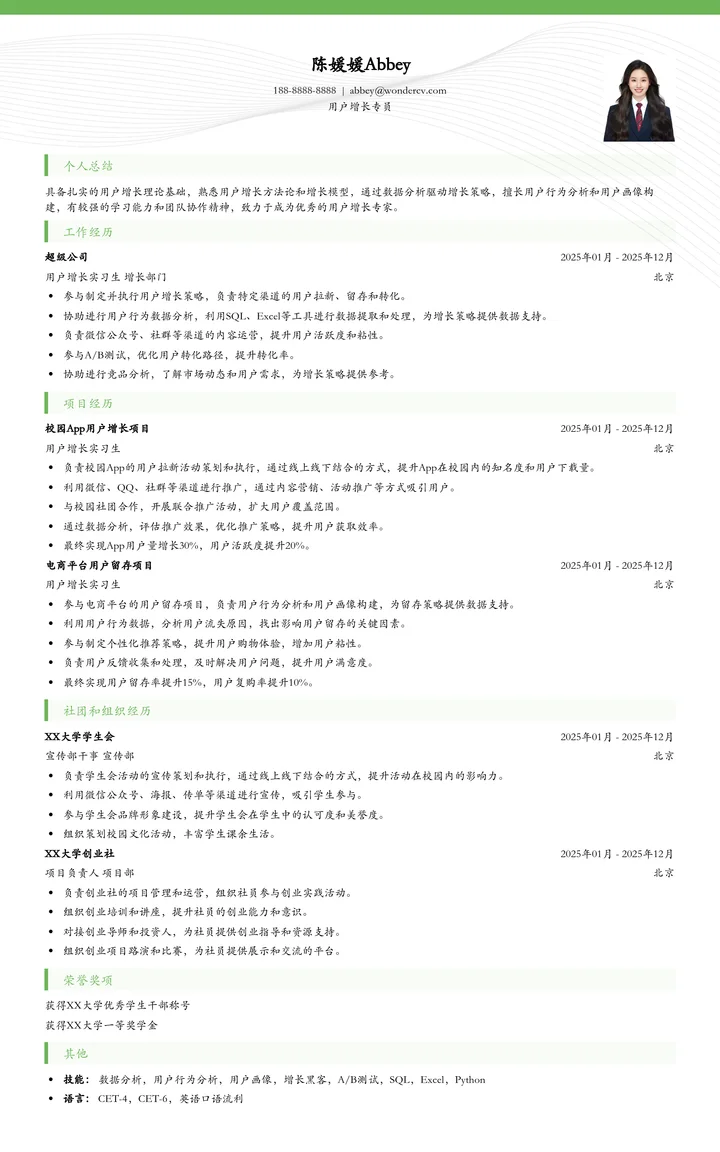 陈媛媛Abbey
188-8888-8888 | abbey@wondercv.com
用户增长专员
个人总结
具备扎实的用户增长理论基础，熟悉用户增长方法论和增长模型，通过数据分析驱动增长策略，擅长用户行为分析和用户画像构
建，有较强的学习能力和团队协作精神，致力于成为优秀的用户增长专家。
工作经历
超级公司 2025年01月 - 2025年12月
用户增长实习生 增长部门 北京
• 参与制定并执行用户增长策略，负责特定渠道的用户拉新、留存和转化。
• 协助进行用户行为数据分析，利用SQL、Excel等工具进行数据提取和处理，为增长策略提供数据支持。
• 负责微信公众号、社群等渠道的内容运营，提升用户活跃度和粘性。
• 参与A/B测试，优化用户转化路径，提升转化率。
• 协助进行竞品分析，了解市场动态和用户需求，为增长策略提供参考。
项目经历
校园App用户增长项目 2025年01月 - 2025年12月
用户增长实习生 北京
• 负责校园App的用户拉新活动策划和执行，通过线上线下结合的方式，提升App在校园内的知名度和用户下载量。
• 利用微信、QQ、社群等渠道进行推广，通过内容营销、活动推广等方式吸引用户。
• 与校园社团合作，开展联合推广活动，扩大用户覆盖范围。
• 通过数据分析，评估推广效果，优化推广策略，提升用户获取效率。
• 最终实现App用户量增长30%，用户活跃度提升20%。
电商平台用户留存项目 2025年01月 - 2025年12月
用户增长实习生 北京
• 参与电商平台的用户留存项目，负责用户行为分析和用户画像构建，为留存策略提供数据支持。
• 利用用户行为数据，分析用户流失原因，找出影响用户留存的关键因素。
• 参与制定个性化推荐策略，提升用户购物体验，增加用户粘性。
• 负责用户反馈收集和处理，及时解决用户问题，提升用户满意度。
• 最终实现用户留存率提升15%，用户复购率提升10%。
社团和组织经历
XX大学学生会 2025年01月 - 2025年12月
宣传部干事 宣传部 北京
• 负责学生会活动的宣传策划和执行，通过线上线下结合的方式，提升活动在校园内的影响力。
• 利用微信公众号、海报、传单等渠道进行宣传，吸引学生参与。
• 参与学生会品牌形象建设，提升学生会在学生中的认可度和美誉度。
• 组织策划校园文化活动，丰富学生课余生活。
XX大学创业社 2025年01月 - 2025年12月
项目负责人 项目部 北京
• 负责创业社的项目管理和运营，组织社员参与创业实践活动。
• 组织创业培训和讲座，提升社员的创业能力和意识。
• 对接创业导师和投资人，为社员提供创业指导和资源支持。
• 组织创业项目路演和比赛，为社员提供展示和交流的平台。
荣誉奖项
获得XX大学优秀学生干部称号
获得XX大学一等奖学金
其他
• 技能： 数据分析，用户行为分析，用户画像，增长黑客，A/B测试，SQL，Excel，Python
• 语言： CET-4，CET-6，英语口语流利